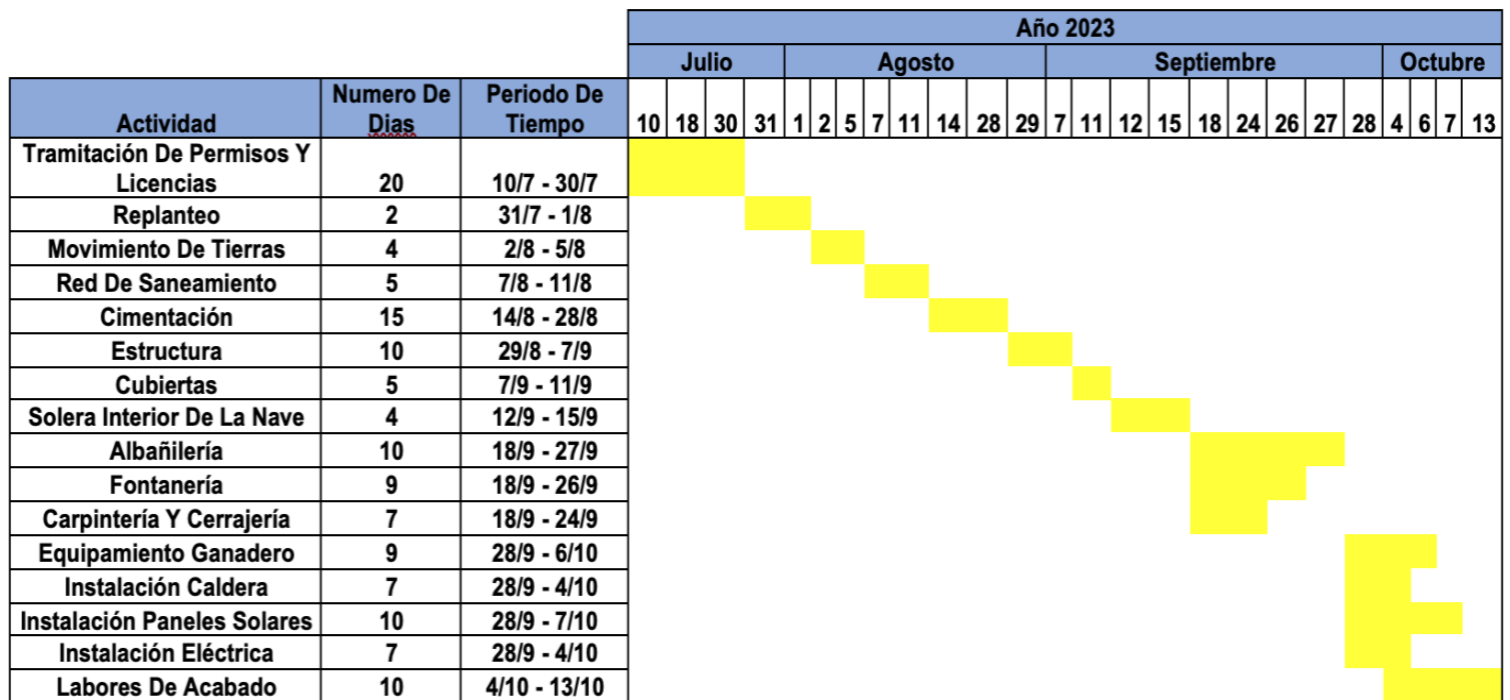 Año 2023
Julio Agosto Septiembre Octubre
Actividad Numero De Dias Periodo De Tiempo 10 18 30 31 1 2 5 7 11 14 28 29 7 11 12 15 18 24 26 27 28 4 6 7 13
Tramitación De Permisos Y Licencias 20 10/7 - 30/7
Replanteo 2 31/7 - 1/8
Movimiento De Tierras 4 2/8 - 5/8
Red De Saneamiento 5 7/8 - 11/8
Cimentación 15 14/8 - 28/8
Estructura 10 29/8 - 7/9
Cubiertas 5 7/9 - 11/9
Solera Interior De La Nave 4 12/9 - 15/9
Albañilería 10 18/9 - 27/9
Fontanería 9 18/9 - 26/9
Carpintería Y Cerrajería 7 18/9 - 24/9
Equipamiento Ganadero 9 28/9 - 6/10
Instalación Caldera 7 28/9 - 4/10
Instalación Paneles Solares 10 28/9 - 7/10
Instalación Eléctrica 7 28/9 - 4/10
Labores De Acabado 10 4/10 - 13/10